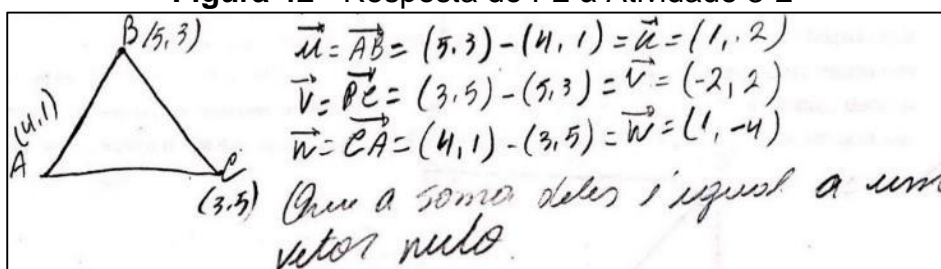 Figura 42 - Resposta de P2 à Atividade 3-2
B(5,3)
(4,1)
A
C
(3,5)
u⃗ = AB⃗ = (5,3) - (4,1) = u⃗ = (1, 2)
v⃗ = BC⃗ = (3,5) - (5,3) = v⃗ = (-2, 2)
w⃗ = CA⃗ = (4,1) - (3,5) = w⃗ = (1, -4)
Que a soma deles é igual a um
vetor nulo.